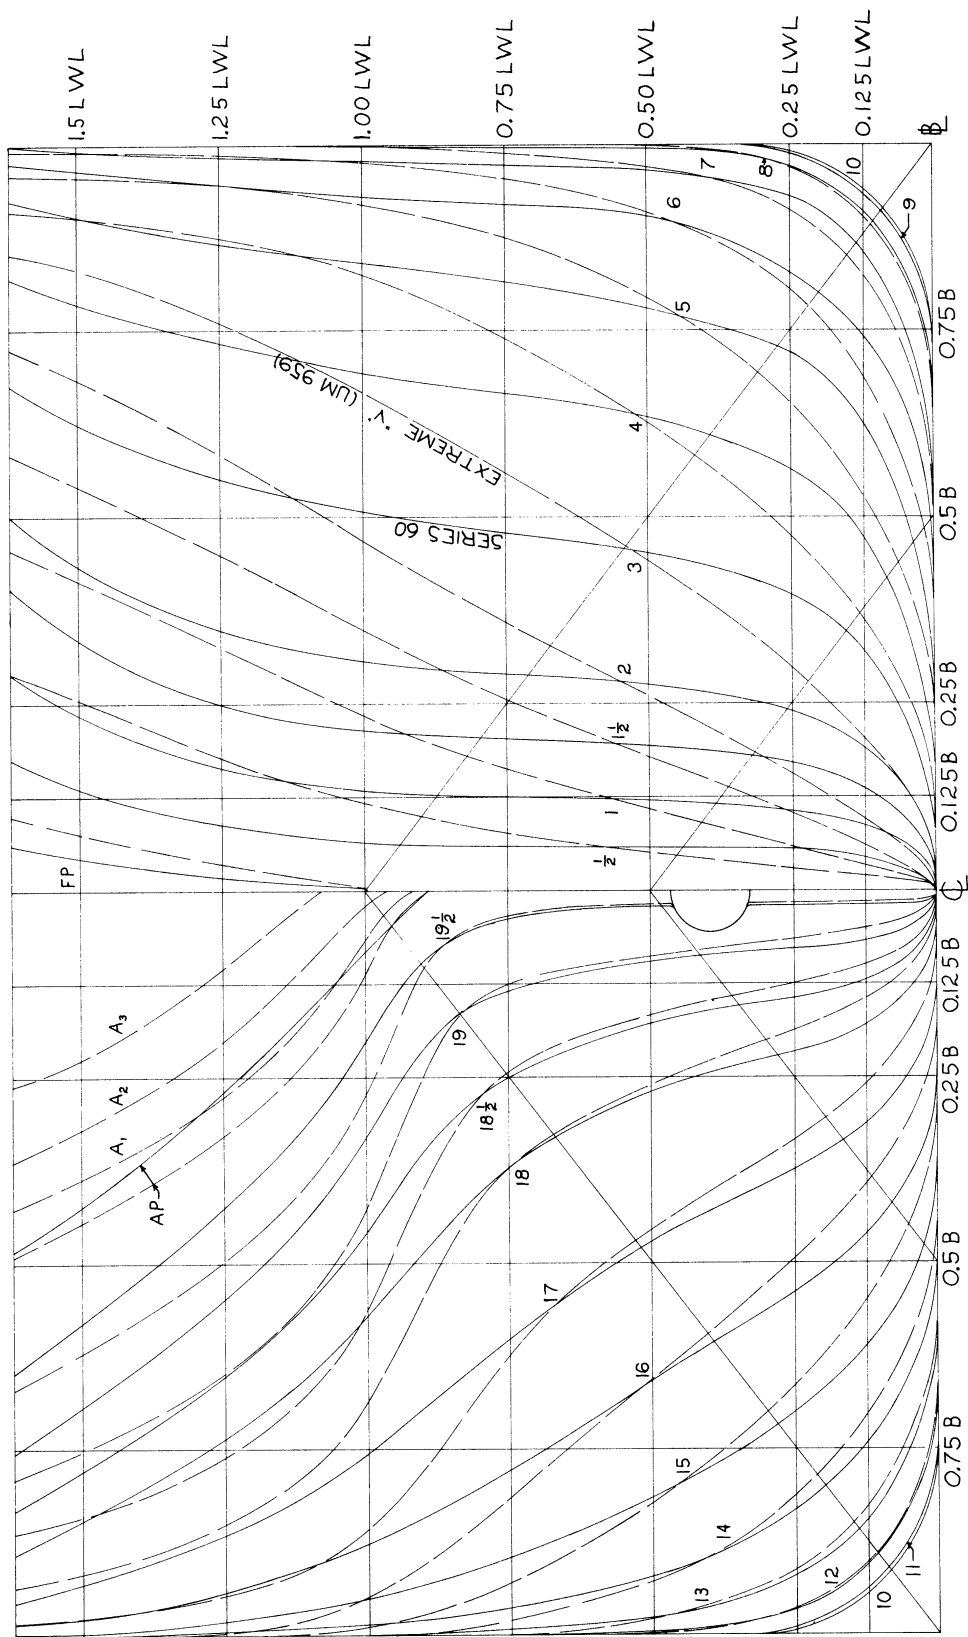 1.5 LWL
1.25 LWL
1.00 LWL
0.75 LWL
0.50 LWL
0.25 LWL
0.125 LWL
B̲L
FP
EXTREME "V" (UM 959)
SERIES 60
½
1
1½
2
3
4
5
6
7
8
9
10
A₃
A₂
A₁
AP
19½
19
18½
18
17
16
15
14
13
12
11
10
0.75 B
0.5 B
0.25 B
0.125 B
℄
0.125 B
0.25 B
0.5 B
0.75 B